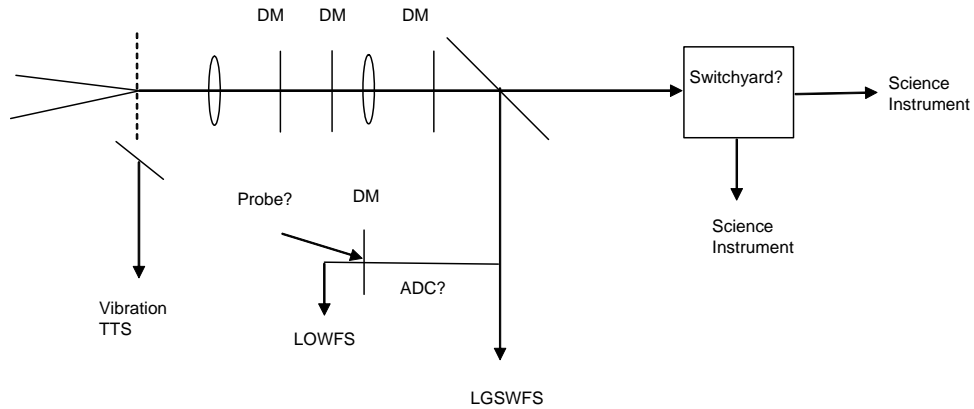 DM
DM
DM
Switchyard?
Science
Instrument
Probe?
DM
Science
Instrument
ADC?
Vibration
TTS
LOWFS
LGSWFS